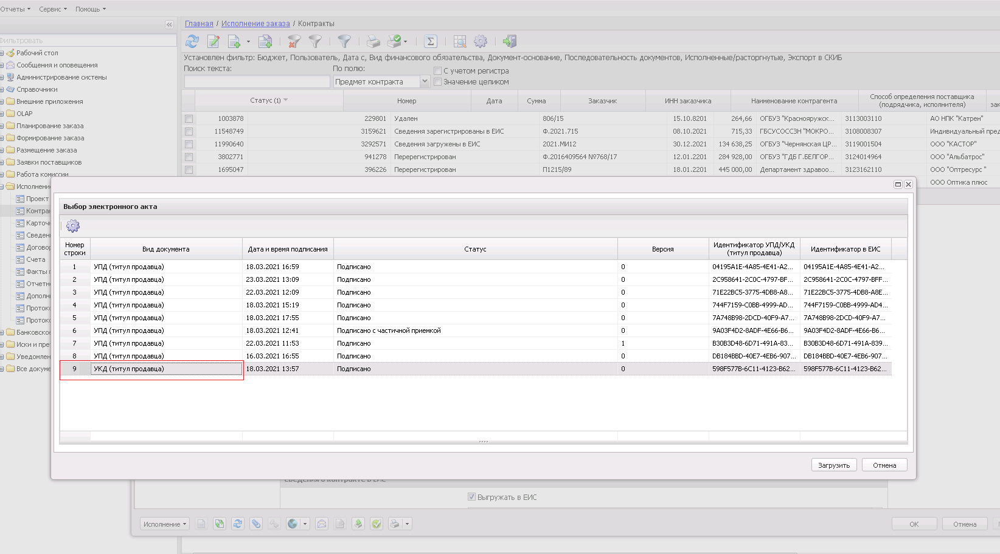 Отчеты Сервис Помощь
Главная / Исполнение заказа / Контракты
Фильтровать
Рабочий стол
Сообщения и оповещения
Администрирование системы
Справочники
Внешние приложения
OLAP
Планирование заказа
Формирование заказа
Размещение заказа
Заявки поставщиков
Работа комиссии
Исполнени
Проект
Контра
Карточ
Сведен
Догово
Счета
Факты
Отчетн
Дополн
Проток
Проток
Банковско
Иски и пре
Уведомлен
Все докуме
Установлен фильтр: Бюджет, Пользователь, Дата с, Вид финансового обязательства, Документ-основание, Последовательность документов, Исполненные/расторгнутые, Экспорт в СКИБ
Поиск текста: По полю: С учетом регистра
Предмет контракта Значение целиком
Статус (1) Номер Дата Сумма Заказчик ИНН заказчика Наименование контрагента Способ определения поставщика (подрядчика, исполнителя) зак
1003878 229801 Удален 806/15 15.10.8201 264,66 ОГБУЗ "Краснояружск... 3113003110 АО НПК "Катрен"
11548749 3159621 Сведения зарегистрированы в ЕИС Ф.2021.715 08.10.2021 715,33 ГБСУСОССЗН "МОКРО... 3108008307 Индивидуальный пред
11990640 3292571 Сведения загружены в ЕИС 2021.МИ12 30.12.2021 134 638,25 ОГБУЗ "Чернянская ЦР... 3119001504 ООО "КАСТОР"
3802771 941278 Перерегистрирован Ф.2016409564 №768/17 12.01.2201 284 928,00 ОГБУЗ "ГДБ Г.БЕЛГОР... 3124014964 ООО "Альбатрос"
1695047 396226 Перерегистрирован П1215/89 18.01.2201 445 000,00 Департамент здравоо... 3123162110 ООО "Оптресурс "
ООО Оптика плюс
Выбор электронного акта
Номер строки Вид документа Дата и время подписания Статус Версия Идентификатор УПД/УКД (титул продавца) Идентификатор в ЕИС
1 УПД (титул продавца) 18.03.2021 16:59 Подписано 0 04195A1E-4A85-4E41-A2... 04195A1E-4A85-4E41-A2...
2 УПД (титул продавца) 23.03.2021 13:09 Подписано 0 2C958641-2C0C-4797-BF... 2C958641-2C0C-4797-BFF...
3 УПД (титул продавца) 22.03.2021 12:09 Подписано 0 71E22BC5-3775-4DB8-A8... 71E22BC5-3775-4DB8-A8E...
4 УПД (титул продавца) 18.03.2021 15:19 Подписано 0 744F7159-C0BB-4999-AD... 744F7159-C0BB-4999-AD4...
5 УПД (титул продавца) 18.03.2021 17:55 Подписано 0 7A748B98-2DCD-40F9-A7... 7A748B98-2DCD-40F9-A7...
6 УПД (титул продавца) 18.03.2021 12:41 Подписано с частичной приемкой 0 9A03F4D2-8ADF-4E66-B6... 9A03F4D2-8ADF-4E66-B6...
7 УПД (титул продавца) 22.03.2021 11:53 Подписано 1 B30B3D48-6D71-491A-83... B30B3D48-6D71-491A-839...
8 УПД (титул продавца) 16.03.2021 16:55 Подписано 0 DB184BBD-40E7-4EB6-907... DB184BBD-40E7-4EB6-907...
9 УКД (титул продавца) 18.03.2021 13:57 Подписано 0 598F577B-6C11-4123-B62... 598F577B-6C11-4123-B62...
Загрузить Отмена
Сведения о контракте в ЕИС
Выгружать в ЕИС
Исполнение ОК Отмена